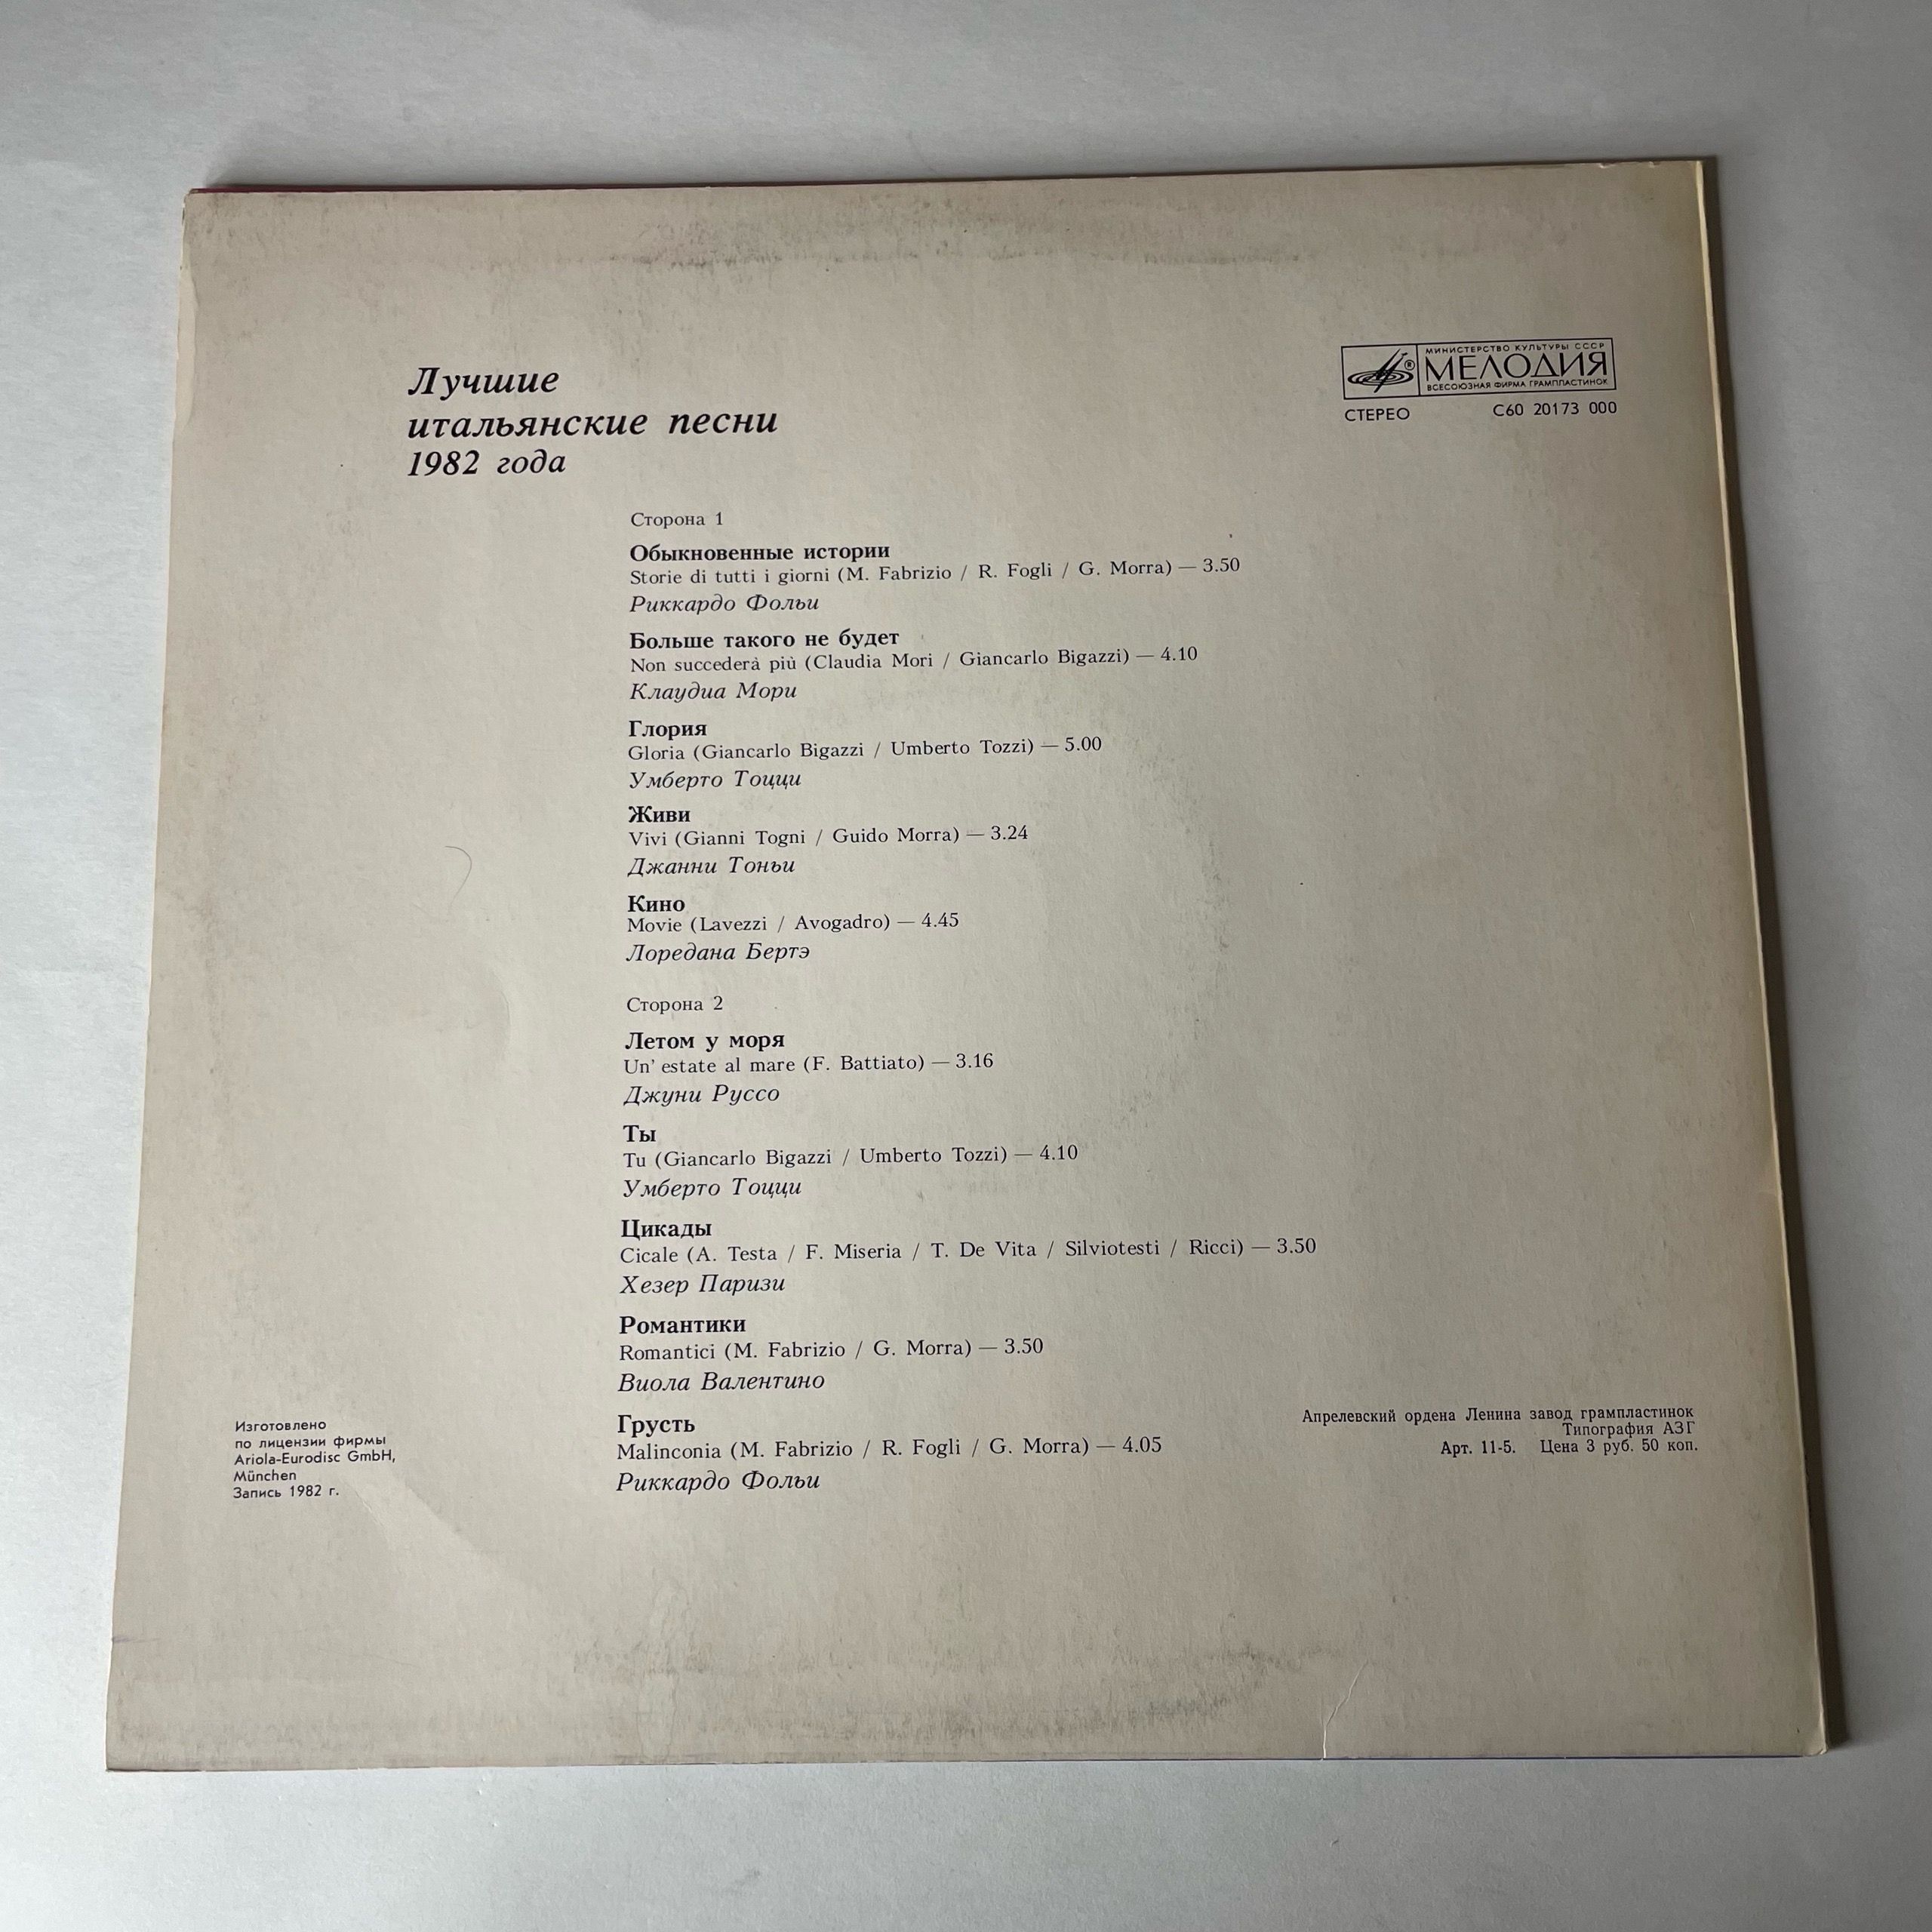 Лучшие
итальянские песни
1982 года
МИНИСТЕРСТВО КУЛЬТУРЫ СССР
МЕЛОДИЯ
ВСЕСОЮЗНАЯ ФИРМА ГРАМПЛАСТИНОК
®
СТЕРЕО С60 20173 000
Сторона 1
Обыкновенные истории
Storie di tutti i giorni (M. Fabrizio / R. Fogli / G. Morra) — 3.50
Риккардо Фольи
Больше такого не будет
Non succederà più (Claudia Mori / Giancarlo Bigazzi) — 4.10
Клаудиа Мори
Глория
Gloria (Giancarlo Bigazzi / Umberto Tozzi) — 5.00
Умберто Тоцци
Живи
Vivi (Gianni Togni / Guido Morra) — 3.24
Джанни Тоньи
Кино
Movie (Lavezzi / Avogadro) — 4.45
Лоредана Бертэ
Сторона 2
Летом у моря
Un' estate al mare (F. Battiato) — 3.16
Джуни Руссо
Ты
Tu (Giancarlo Bigazzi / Umberto Tozzi) — 4.10
Умберто Тоцци
Цикады
Cicale (A. Testa / F. Miseria / T. De Vita / Silviotesti / Ricci) — 3.50
Хезер Паризи
Романтики
Romantici (M. Fabrizio / G. Morra) — 3.50
Виола Валентино
Грусть
Malinconia (M. Fabrizio / R. Fogli / G. Morra) — 4.05
Риккардо Фольи
Изготовлено
по лицензии фирмы
Ariola-Eurodisc GmbH,
München
Запись 1982 г.
Апрелевский ордена Ленина завод грампластинок
Типография АЗГ
Арт. 11-5. Цена 3 руб. 50 коп.